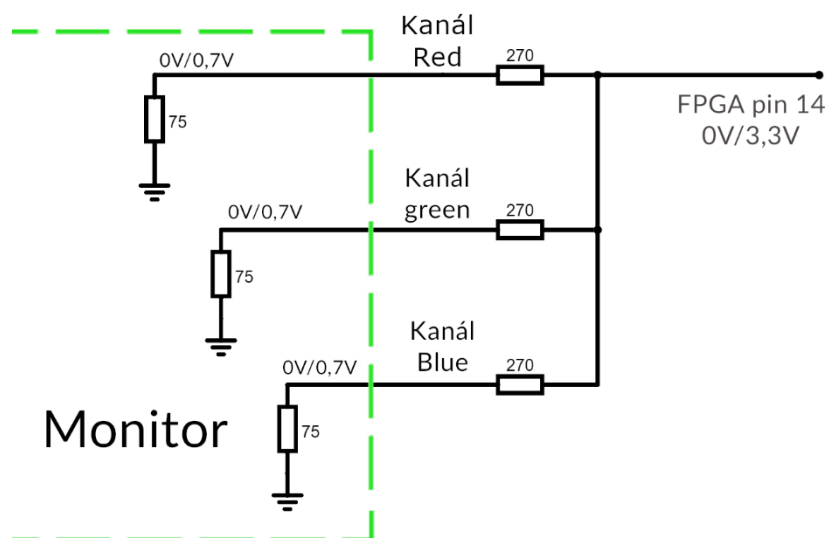 Kanál
Red
0V/0,7V
270
75
FPGA pin 14
0V/3,3V
Kanál
green
0V/0,7V
270
75
Kanál
Blue
0V/0,7V
270
75
Monitor